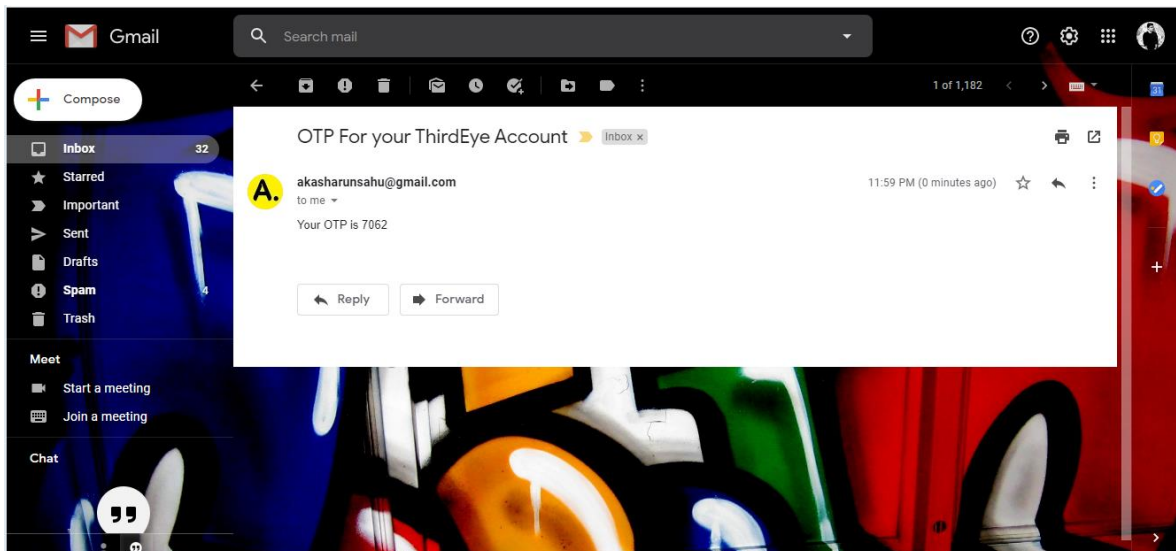 Gmail
Search mail
Compose
1 of 1,182
31
OTP For your ThirdEye Account Inbox x
Inbox 32
Starred
Important
Sent
Drafts
Spam 4
Trash
A.
akasharunsahu@gmail.com 11:59 PM (0 minutes ago)
to me
Your OTP is 7062
Reply Forward
Meet
Start a meeting
Join a meeting
Chat